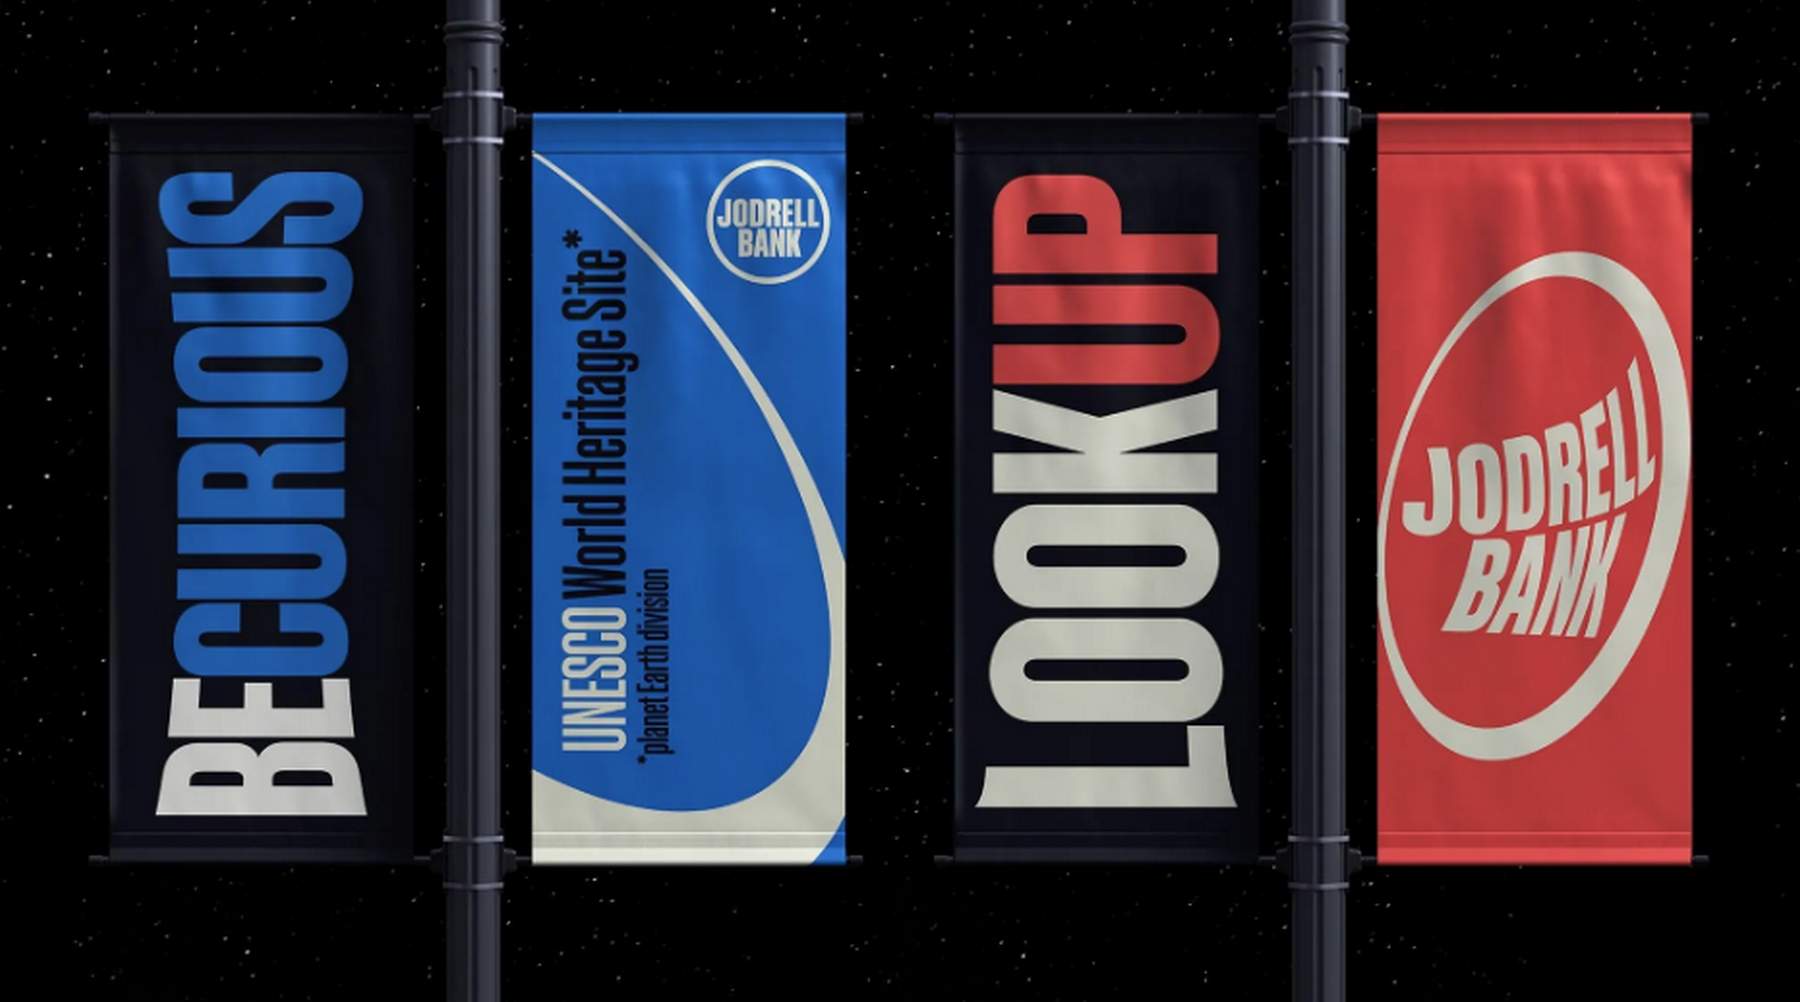 BECURIOUS
JODRELL
BANK
UNESCO World Heritage Site*
*planet Earth division
LOOKUP
JODRELL
BANK